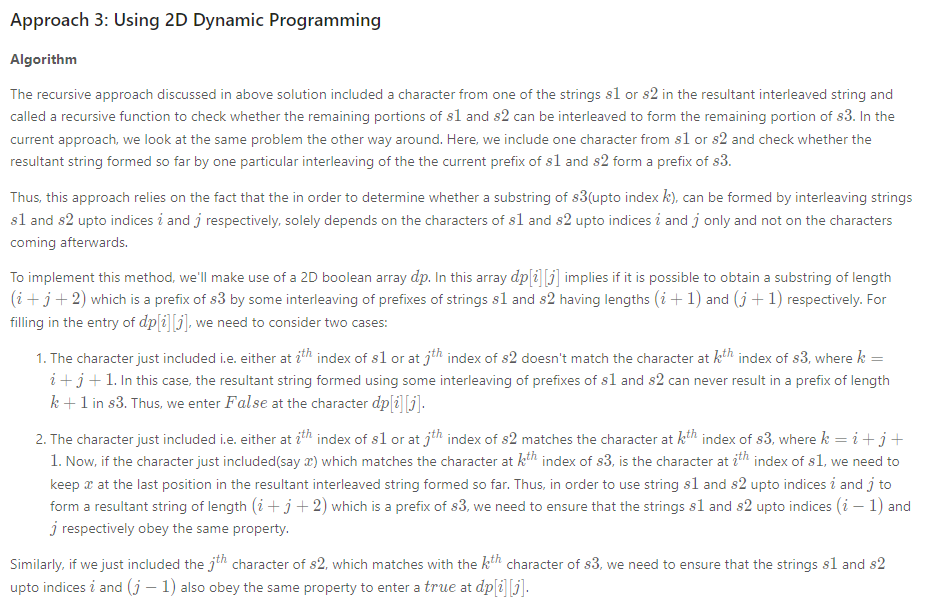 Approach 3: Using 2D Dynamic Programming
Algorithm
The recursive approach discussed in above solution included a character from one of the strings s1 or s2 in the resultant interleaved string and
called a recursive function to check whether the remaining portions of s1 and s2 can be interleaved to form the remaining portion of s3. In the
current approach, we look at the same problem the other way around. Here, we include one character from s1 or s2 and check whether the
resultant string formed so far by one particular interleaving of the the current prefix of s1 and s2 form a prefix of s3.
Thus, this approach relies on the fact that the in order to determine whether a substring of s3(upto index k), can be formed by interleaving strings
s1 and s2 upto indices i and j respectively, solely depends on the characters of s1 and s2 upto indices i and j only and not on the characters
coming afterwards.
To implement this method, we'll make use of a 2D boolean array dp. In this array dp[i][j] implies if it is possible to obtain a substring of length
(i + j + 2) which is a prefix of s3 by some interleaving of prefixes of strings s1 and s2 having lengths (i + 1) and (j + 1) respectively. For
filling in the entry of dp[i][j], we need to consider two cases:
1. The character just included i.e. either at i^th index of s1 or at j^th index of s2 doesn't match the character at k^th index of s3, where k =
i + j + 1. In this case, the resultant string formed using some interleaving of prefixes of s1 and s2 can never result in a prefix of length
k + 1 in s3. Thus, we enter False at the character dp[i][j].
2. The character just included i.e. either at i^th index of s1 or at j^th index of s2 matches the character at k^th index of s3, where k = i + j +
1. Now, if the character just included(say x) which matches the character at k^th index of s3, is the character at i^th index of s1, we need to
keep x at the last position in the resultant interleaved string formed so far. Thus, in order to use string s1 and s2 upto indices i and j to
form a resultant string of length (i + j + 2) which is a prefix of s3, we need to ensure that the strings s1 and s2 upto indices (i − 1) and
j respectively obey the same property.
Similarly, if we just included the j^th character of s2, which matches with the k^th character of s3, we need to ensure that the strings s1 and s2
upto indices i and (j − 1) also obey the same property to enter a true at dp[i][j].